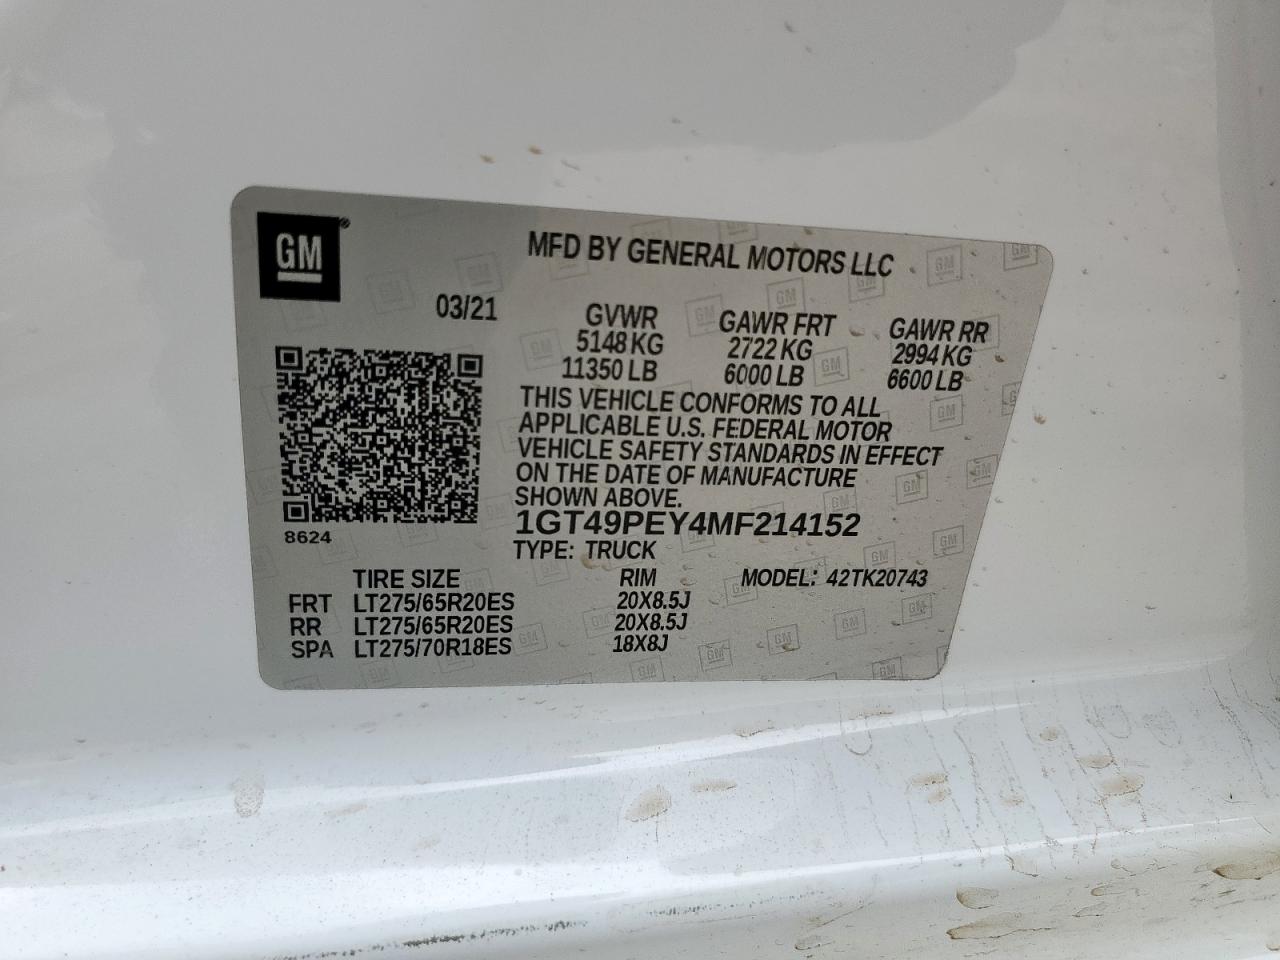 GM®
MFD BY GENERAL MOTORS LLC
03/21
GVWR GAWR FRT GAWR RR
5148 KG 2722 KG 2994 KG
11350 LB 6000 LB 6600 LB
THIS VEHICLE CONFORMS TO ALL
APPLICABLE U.S. FEDERAL MOTOR
VEHICLE SAFETY STANDARDS IN EFFECT
ON THE DATE OF MANUFACTURE
SHOWN ABOVE.
1GT49PEY4MF214152
8624
TYPE: TRUCK
TIRE SIZE RIM MODEL: 42TK20743
FRT LT275/65R20ES 20X8.5J
RR LT275/65R20ES 20X8.5J
SPA LT275/70R18ES 18X8J